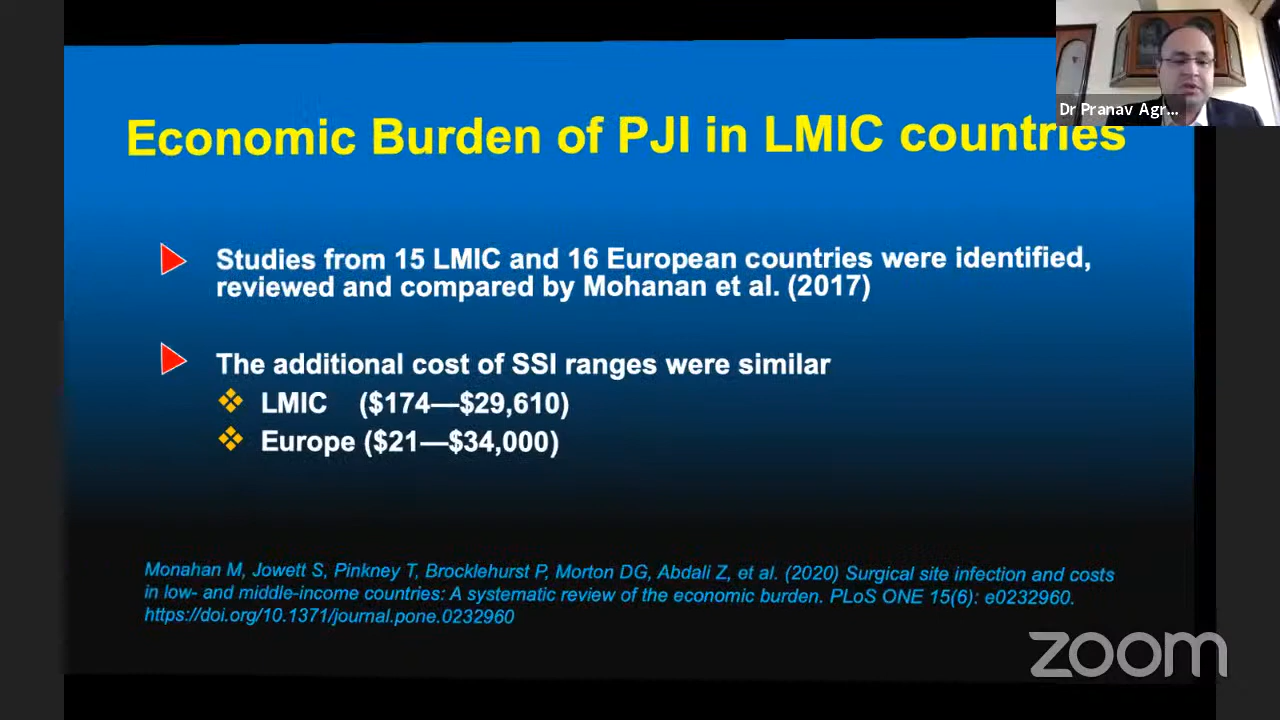 Dr Pranav Agr...
Economic Burden of PJI in LMIC countries
Studies from 15 LMIC and 16 European countries were identified,
reviewed and compared by Mohanan et al. (2017)
The additional cost of SSI ranges were similar
LMIC ($174—$29,610)
Europe ($21—$34,000)
Monahan M, Jowett S, Pinkney T, Brocklehurst P, Morton DG, Abdali Z, et al. (2020) Surgical site infection and costs
in low- and middle-income countries: A systematic review of the economic burden. PLoS ONE 15(6): e0232960.
https://doi.org/10.1371/journal.pone.0232960
zoom